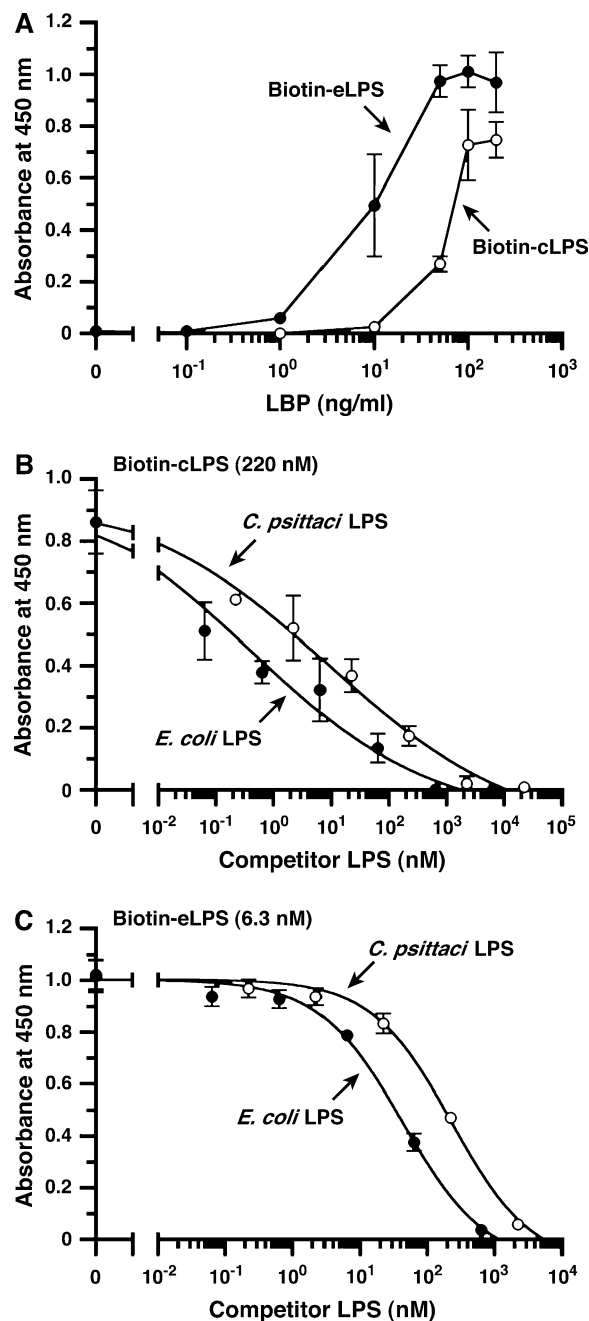 A
1.2
1.0
0.8
0.6
0.4
0.2
0
Absorbance at 450 nm
Biotin-eLPS
Biotin-cLPS
0 10⁻¹ 10⁰ 10¹ 10² 10³
LBP (ng/ml)
B Biotin-cLPS (220 nM)
1.0
0.8
0.6
0.4
0.2
0
Absorbance at 450 nm
C. psittaci LPS
E. coli LPS
0 10⁻² 10⁻¹ 10⁰ 10¹ 10² 10³ 10⁴ 10⁵
Competitor LPS (nM)
C Biotin-eLPS (6.3 nM)
1.2
1.0
0.8
0.6
0.4
0.2
0
Absorbance at 450 nm
C. psittaci LPS
E. coli LPS
0 10⁻² 10⁻¹ 10⁰ 10¹ 10² 10³ 10⁴
Competitor LPS (nM)